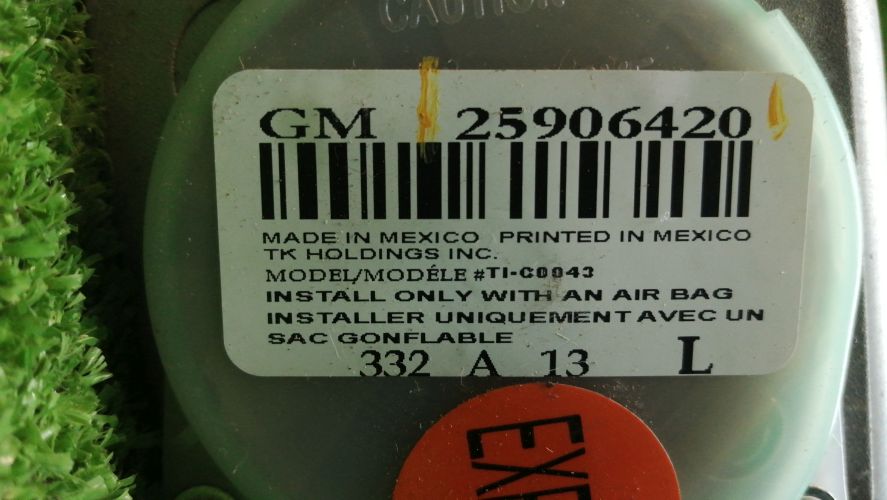 CAUTION
GM 25906420
MADE IN MEXICO PRINTED IN MEXICO
TK HOLDINGS INC.
MODEL/MODÉLE #TI-C0043
INSTALL ONLY WITH AN AIR BAG
INSTALLER UNIQUEMENT AVEC UN
SAC GONFLABLE
332 A 13 L